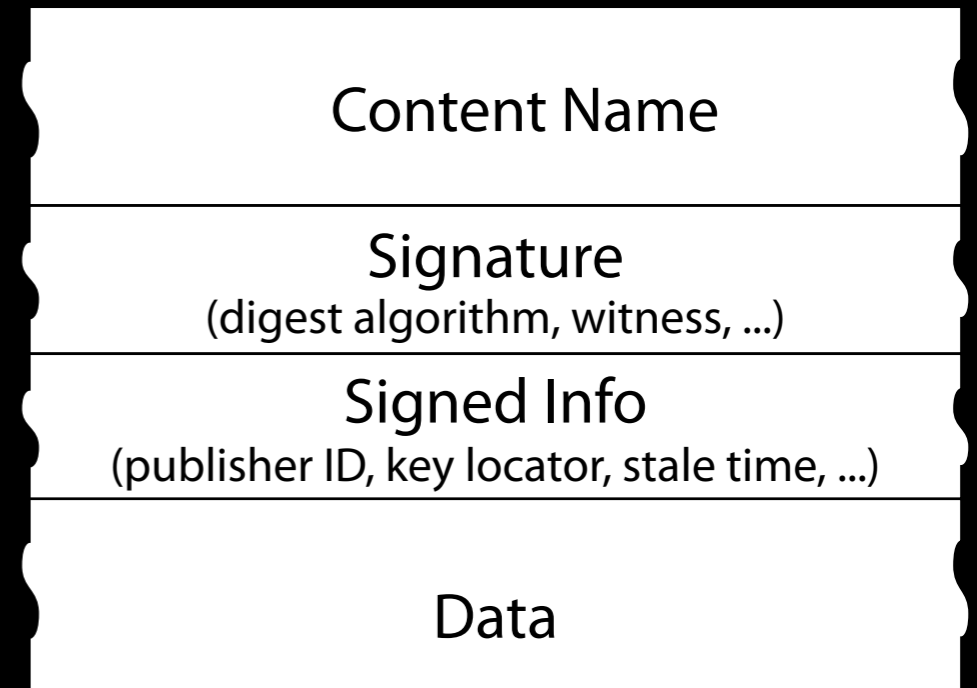 Content Name
Signature
(digest algorithm, witness, ...)
Signed Info
(publisher ID, key locator, stale time, ...)
Data